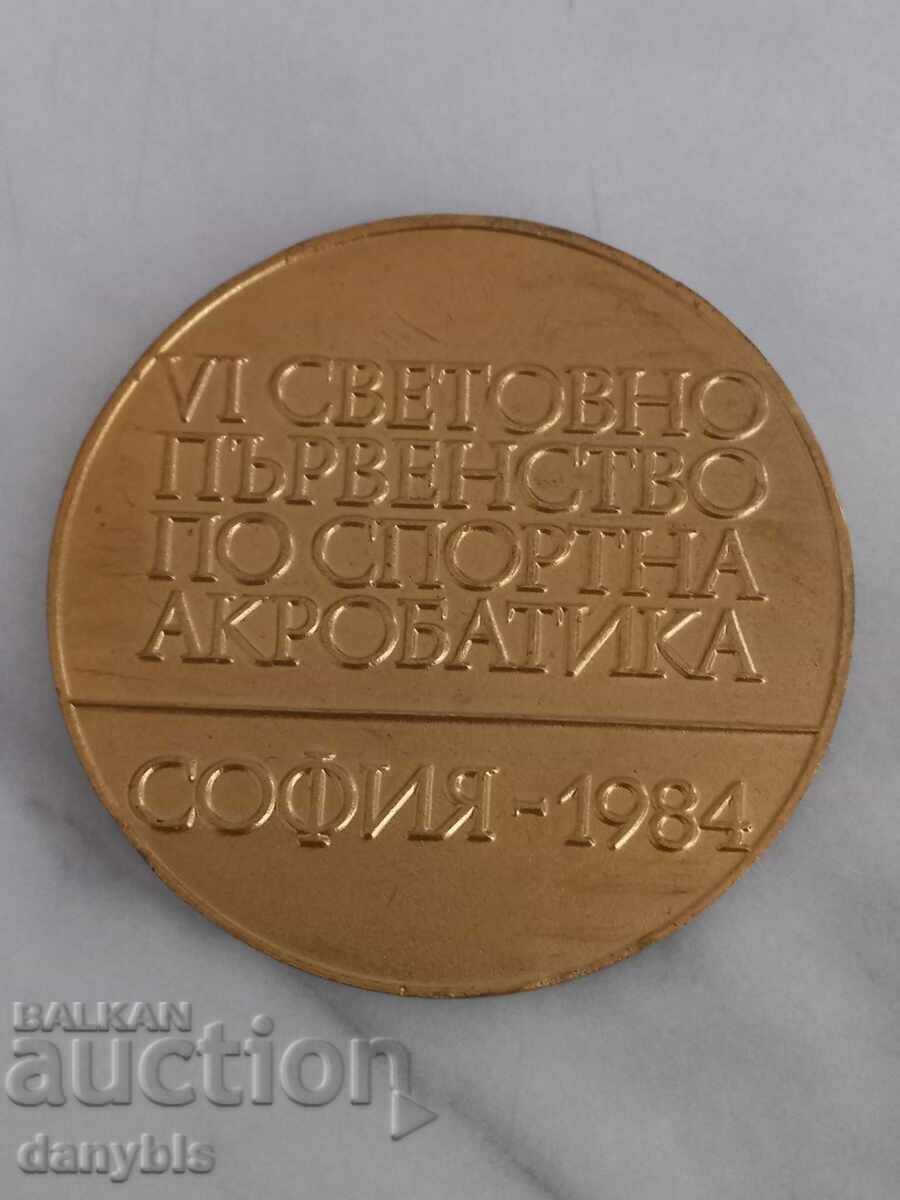 VI СВЕТОВНО
ПЪРВЕНСТВО
ПО СПОРТНА
АКРОБАТИКА
СОФИЯ - 1984
BALKAN
auction
danybls